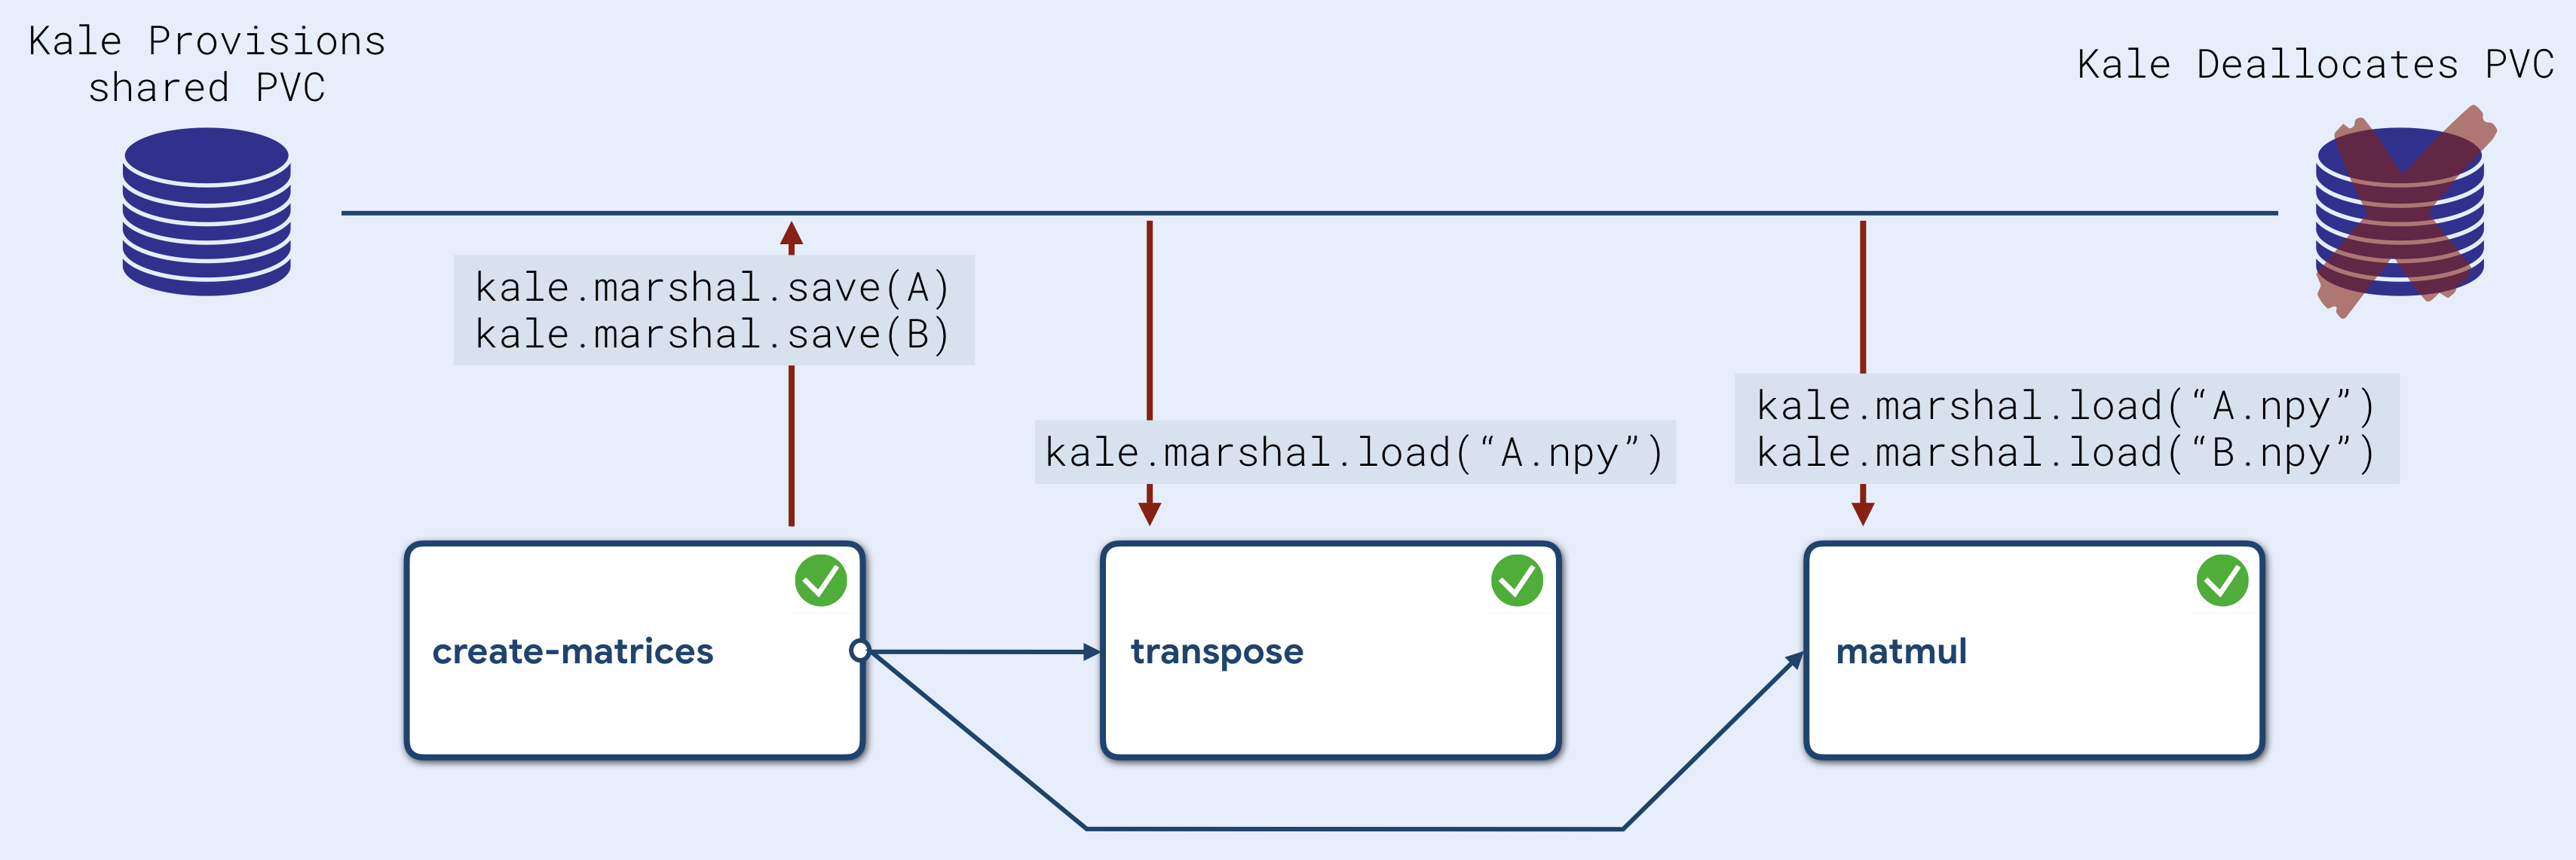 Kale Provisions
shared PVC
Kale Deallocates PVC
kale.marshal.save(A)
kale.marshal.save(B)
kale.marshal.load(“A.npy”)
kale.marshal.load(“A.npy”)
kale.marshal.load(“B.npy”)
create-matrices
transpose
matmul